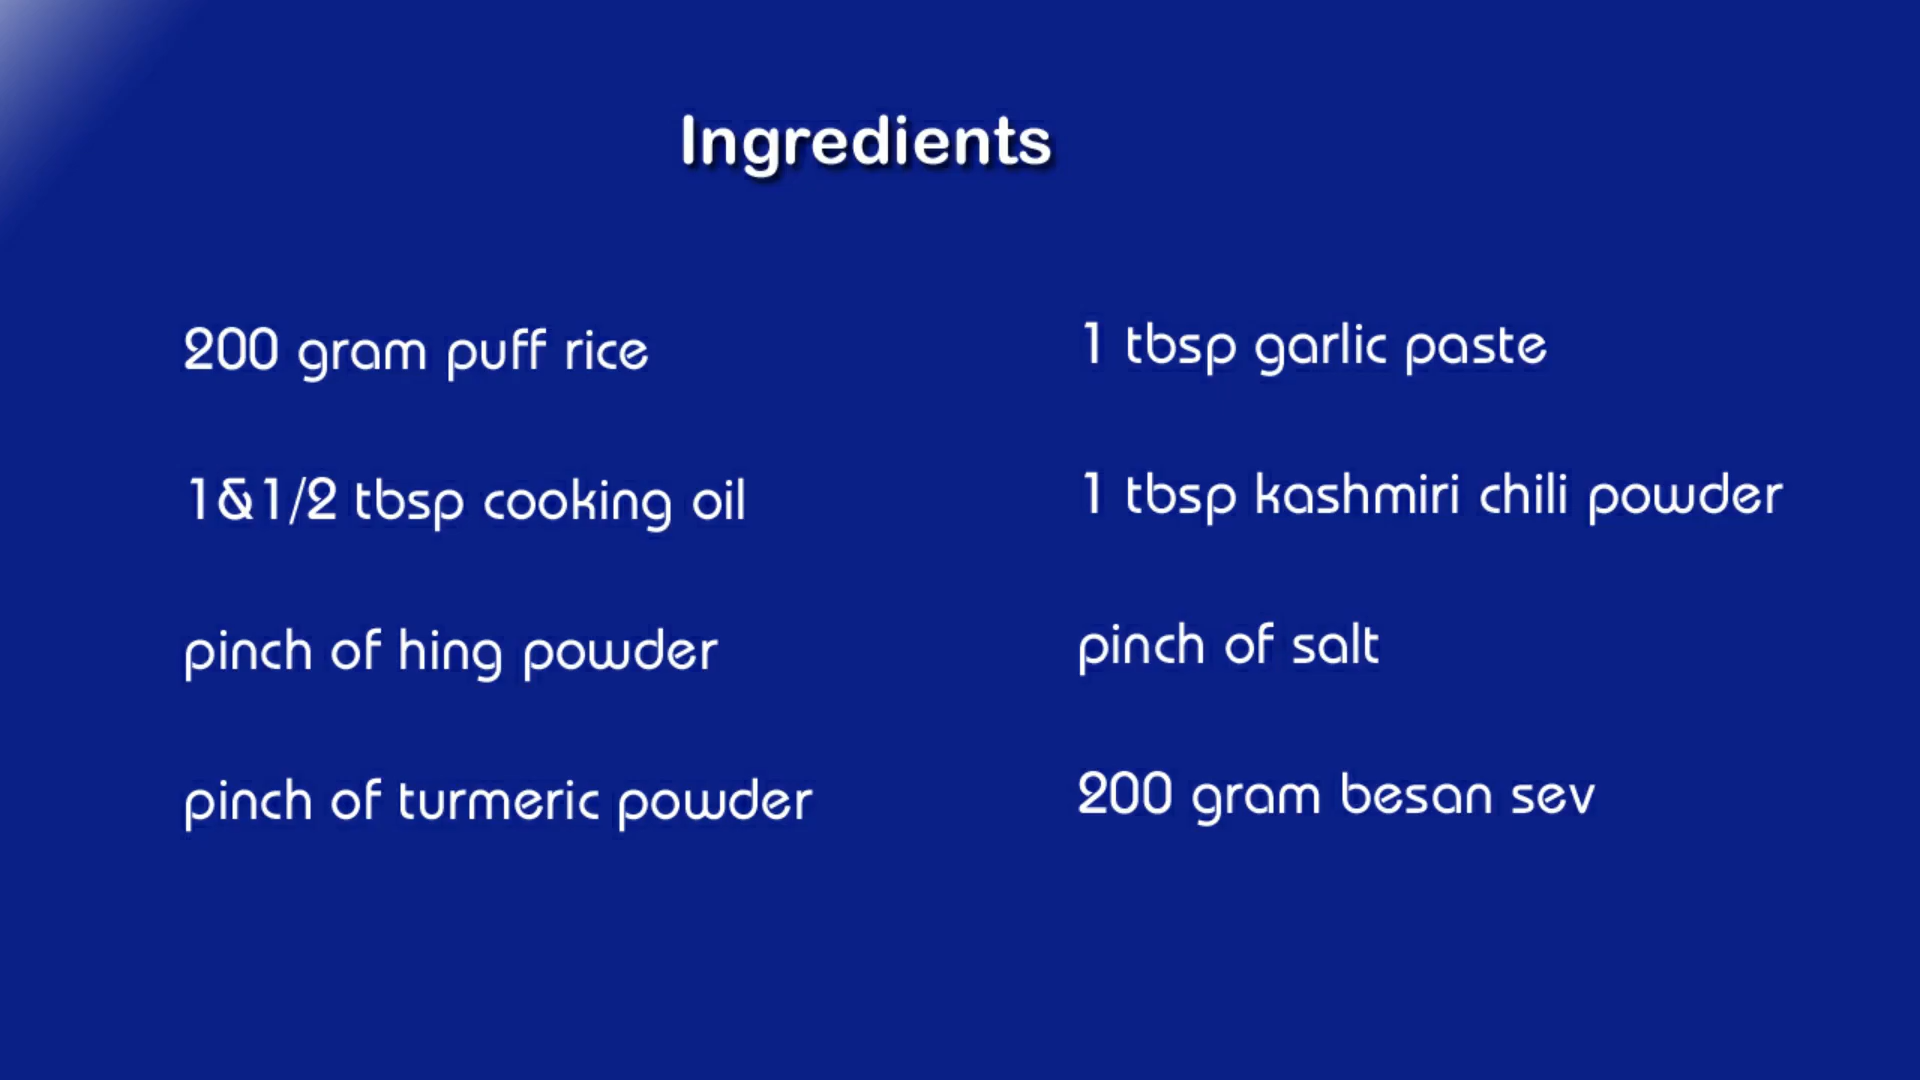 Ingredients
200 gram puff rice
1&1/2 tbsp cooking oil
pinch of hing powder
pinch of turmeric powder
1 tbsp garlic paste
1 tbsp kashmiri chili powder
pinch of salt
200 gram besan sev